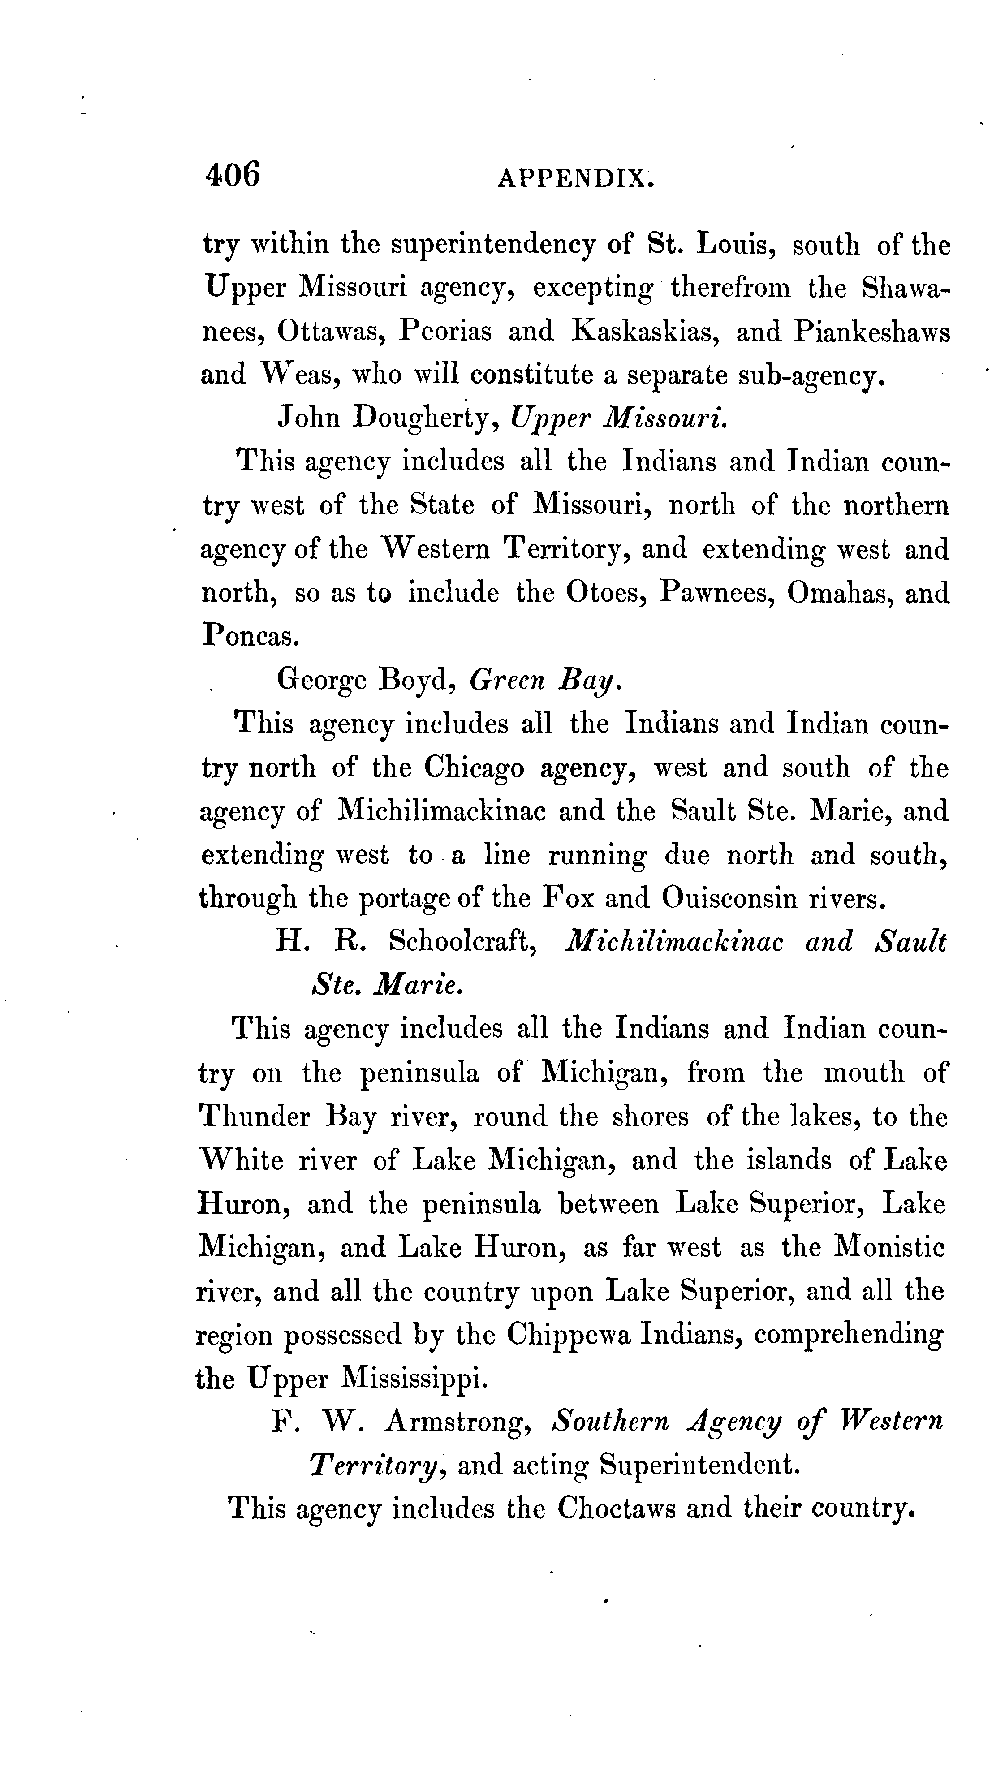 406 APPENDIX.
try within the superintendency of St. Louis, south of the
Upper Missouri agency, excepting therefrom the Shawa-
nees, Ottawas, Peorias and Kaskaskias, and Piankeshaws
and Weas, who will constitute a separate sub-agency.
John Dougherty, Upper Missouri.
This agency includes all the Indians and Indian coun-
try west of the State of Missouri, north of the northern
agency of the Western Territory, and extending west and
north, so as to include the Otoes, Pawnees, Omahas, and
Poncas.
George Boyd, Green Bay.
This agency includes all the Indians and Indian coun-
try north of the Chicago agency, west and south of the
agency of Michilimackinac and the Sault Ste. Marie, and
extending west to a line running due north and south,
through the portage of the Fox and Ouisconsin rivers.
H. R. Schoolcraft, Michilimackinac and Sault
Ste. Marie.
This agency includes all the Indians and Indian coun-
try on the peninsula of Michigan, from the mouth of
Thunder Bay river, round the shores of the lakes, to the
White river of Lake Michigan, and the islands of Lake
Huron, and the peninsula between Lake Superior, Lake
Michigan, and Lake Huron, as far west as the Monistic
river, and all the country upon Lake Superior, and all the
region possessed by the Chippewa Indians, comprehending
the Upper Mississippi.
F. W. Armstrong, Southern Agency of Western
Territory, and acting Superintendent.
This agency includes the Choctaws and their country.